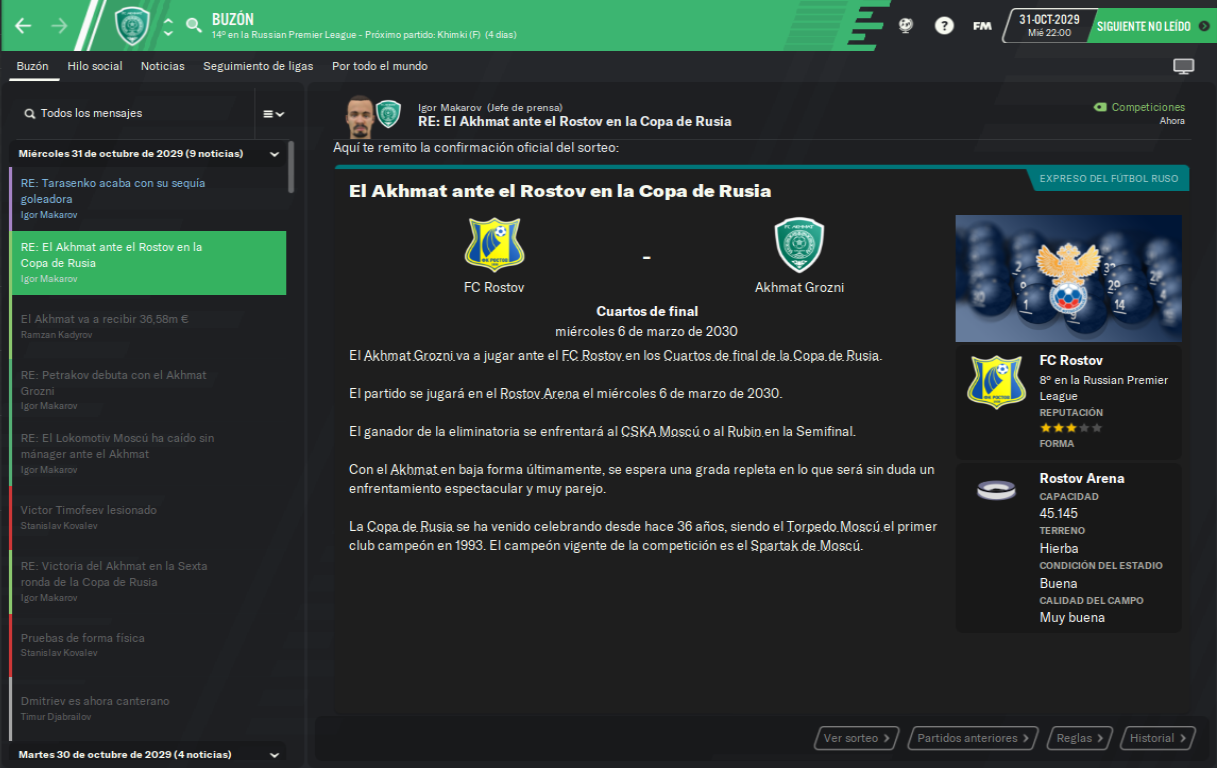 BUZÓN
14º en la Russian Premier League - Próximo partido: Khimki (F) (4 días)
FM
31-OCT-2029
Mié 22:00
SIGUIENTE NO LEÍDO
Buzón Hilo social Noticias Seguimiento de ligas Por todo el mundo
Todos los mensajes
Miércoles 31 de octubre de 2029 (9 noticias)
RE: Tarasenko acaba con su sequía
goleadora
Igor Makarov
RE: El Akhmat ante el Rostov en la
Copa de Rusia
Igor Makarov
El Akhmat va a recibir 36,58m €
Ramzan Kadyrov
RE: Petrakov debuta con el Akhmat
Grozni
Igor Makarov
RE: El Lokomotiv Moscú ha caído sin
mánager ante el Akhmat
Igor Makarov
Victor Timofeev lesionado
Stanislav Kovalev
RE: Victoria del Akhmat en la Sexta
ronda de la Copa de Rusia
Igor Makarov
Pruebas de forma física
Stanislav Kovalev
Dmitriev es ahora canterano
Timur Djabrailov
Martes 30 de octubre de 2029 (4 noticias)
Igor Makarov (Jefe de prensa)
RE: El Akhmat ante el Rostov en la Copa de Rusia
Competiciones
Ahora
Aquí te remito la confirmación oficial del sorteo:
EXPRESO DEL FÚTBOL RUSO
El Akhmat ante el Rostov en la Copa de Rusia
-
FC Rostov
Akhmat Grozni
Cuartos de final
miércoles 6 de marzo de 2030
El Akhmat Grozni va a jugar ante el FC Rostov en los Cuartos de final de la Copa de Rusia.
El partido se jugará en el Rostov Arena el miércoles 6 de marzo de 2030.
El ganador de la eliminatoria se enfrentará al CSKA Moscú o al Rubin en la Semifinal.
Con el Akhmat en baja forma últimamente, se espera una grada repleta en lo que será sin duda un
enfrentamiento espectacular y muy parejo.
La Copa de Rusia se ha venido celebrando desde hace 36 años, siendo el Torpedo Moscú el primer
club campeón en 1993. El campeón vigente de la competición es el Spartak de Moscú.
FC Rostov
8º en la Russian Premier
League
REPUTACIÓN
FORMA
Rostov Arena
CAPACIDAD
45.145
TERRENO
Hierba
CONDICIÓN DEL ESTADIO
Buena
CALIDAD DEL CAMPO
Muy buena
Ver sorteo
Partidos anteriores
Reglas
Historial